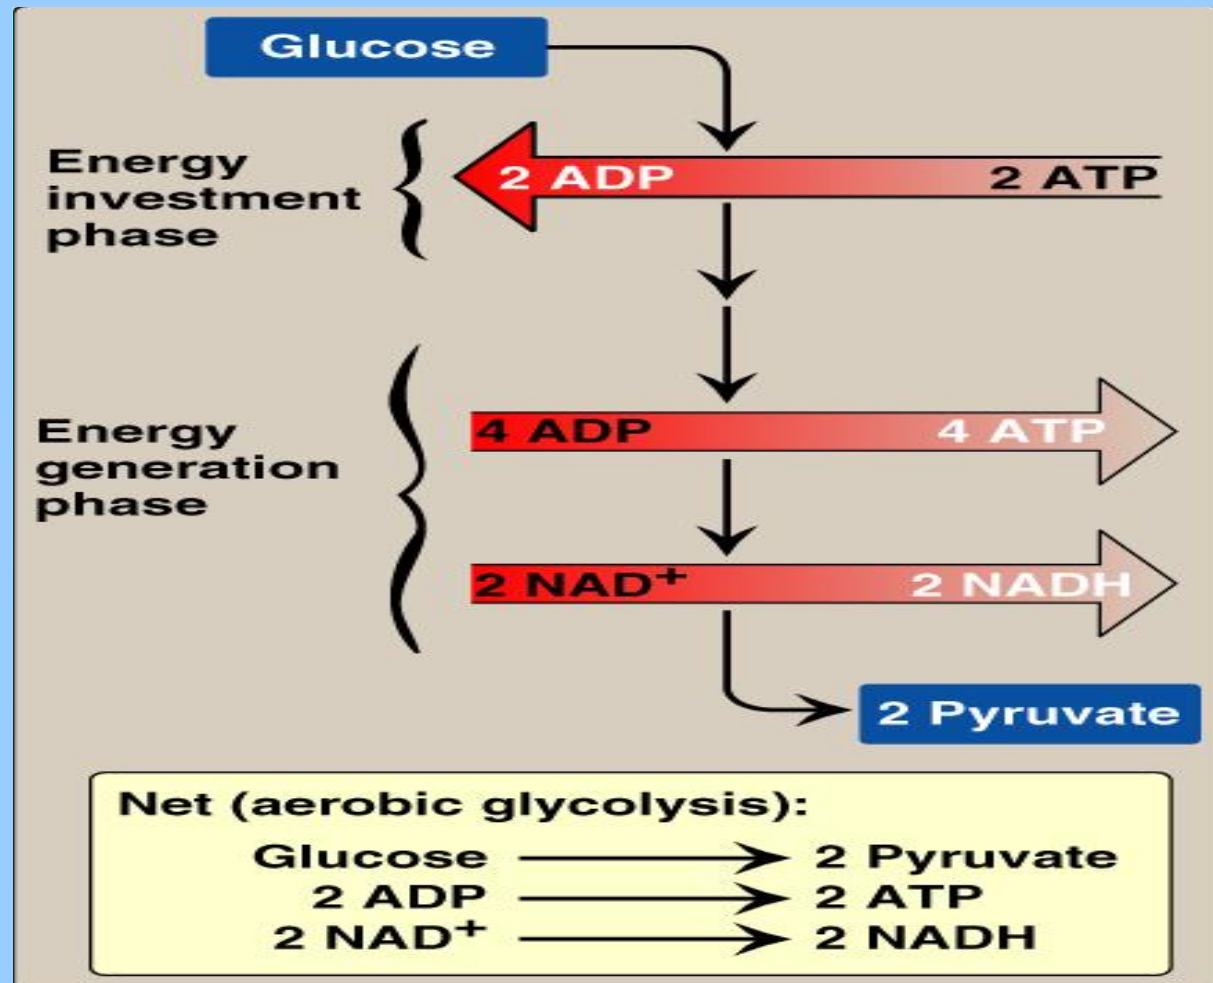 Glucose
Energy
investment
phase
2 ADP 2 ATP
Energy
generation
phase
4 ADP 4 ATP
2 NAD⁺ 2 NADH
2 Pyruvate
Net (aerobic glycolysis):
Glucose 2 Pyruvate
2 ADP 2 ATP
2 NAD⁺ 2 NADH